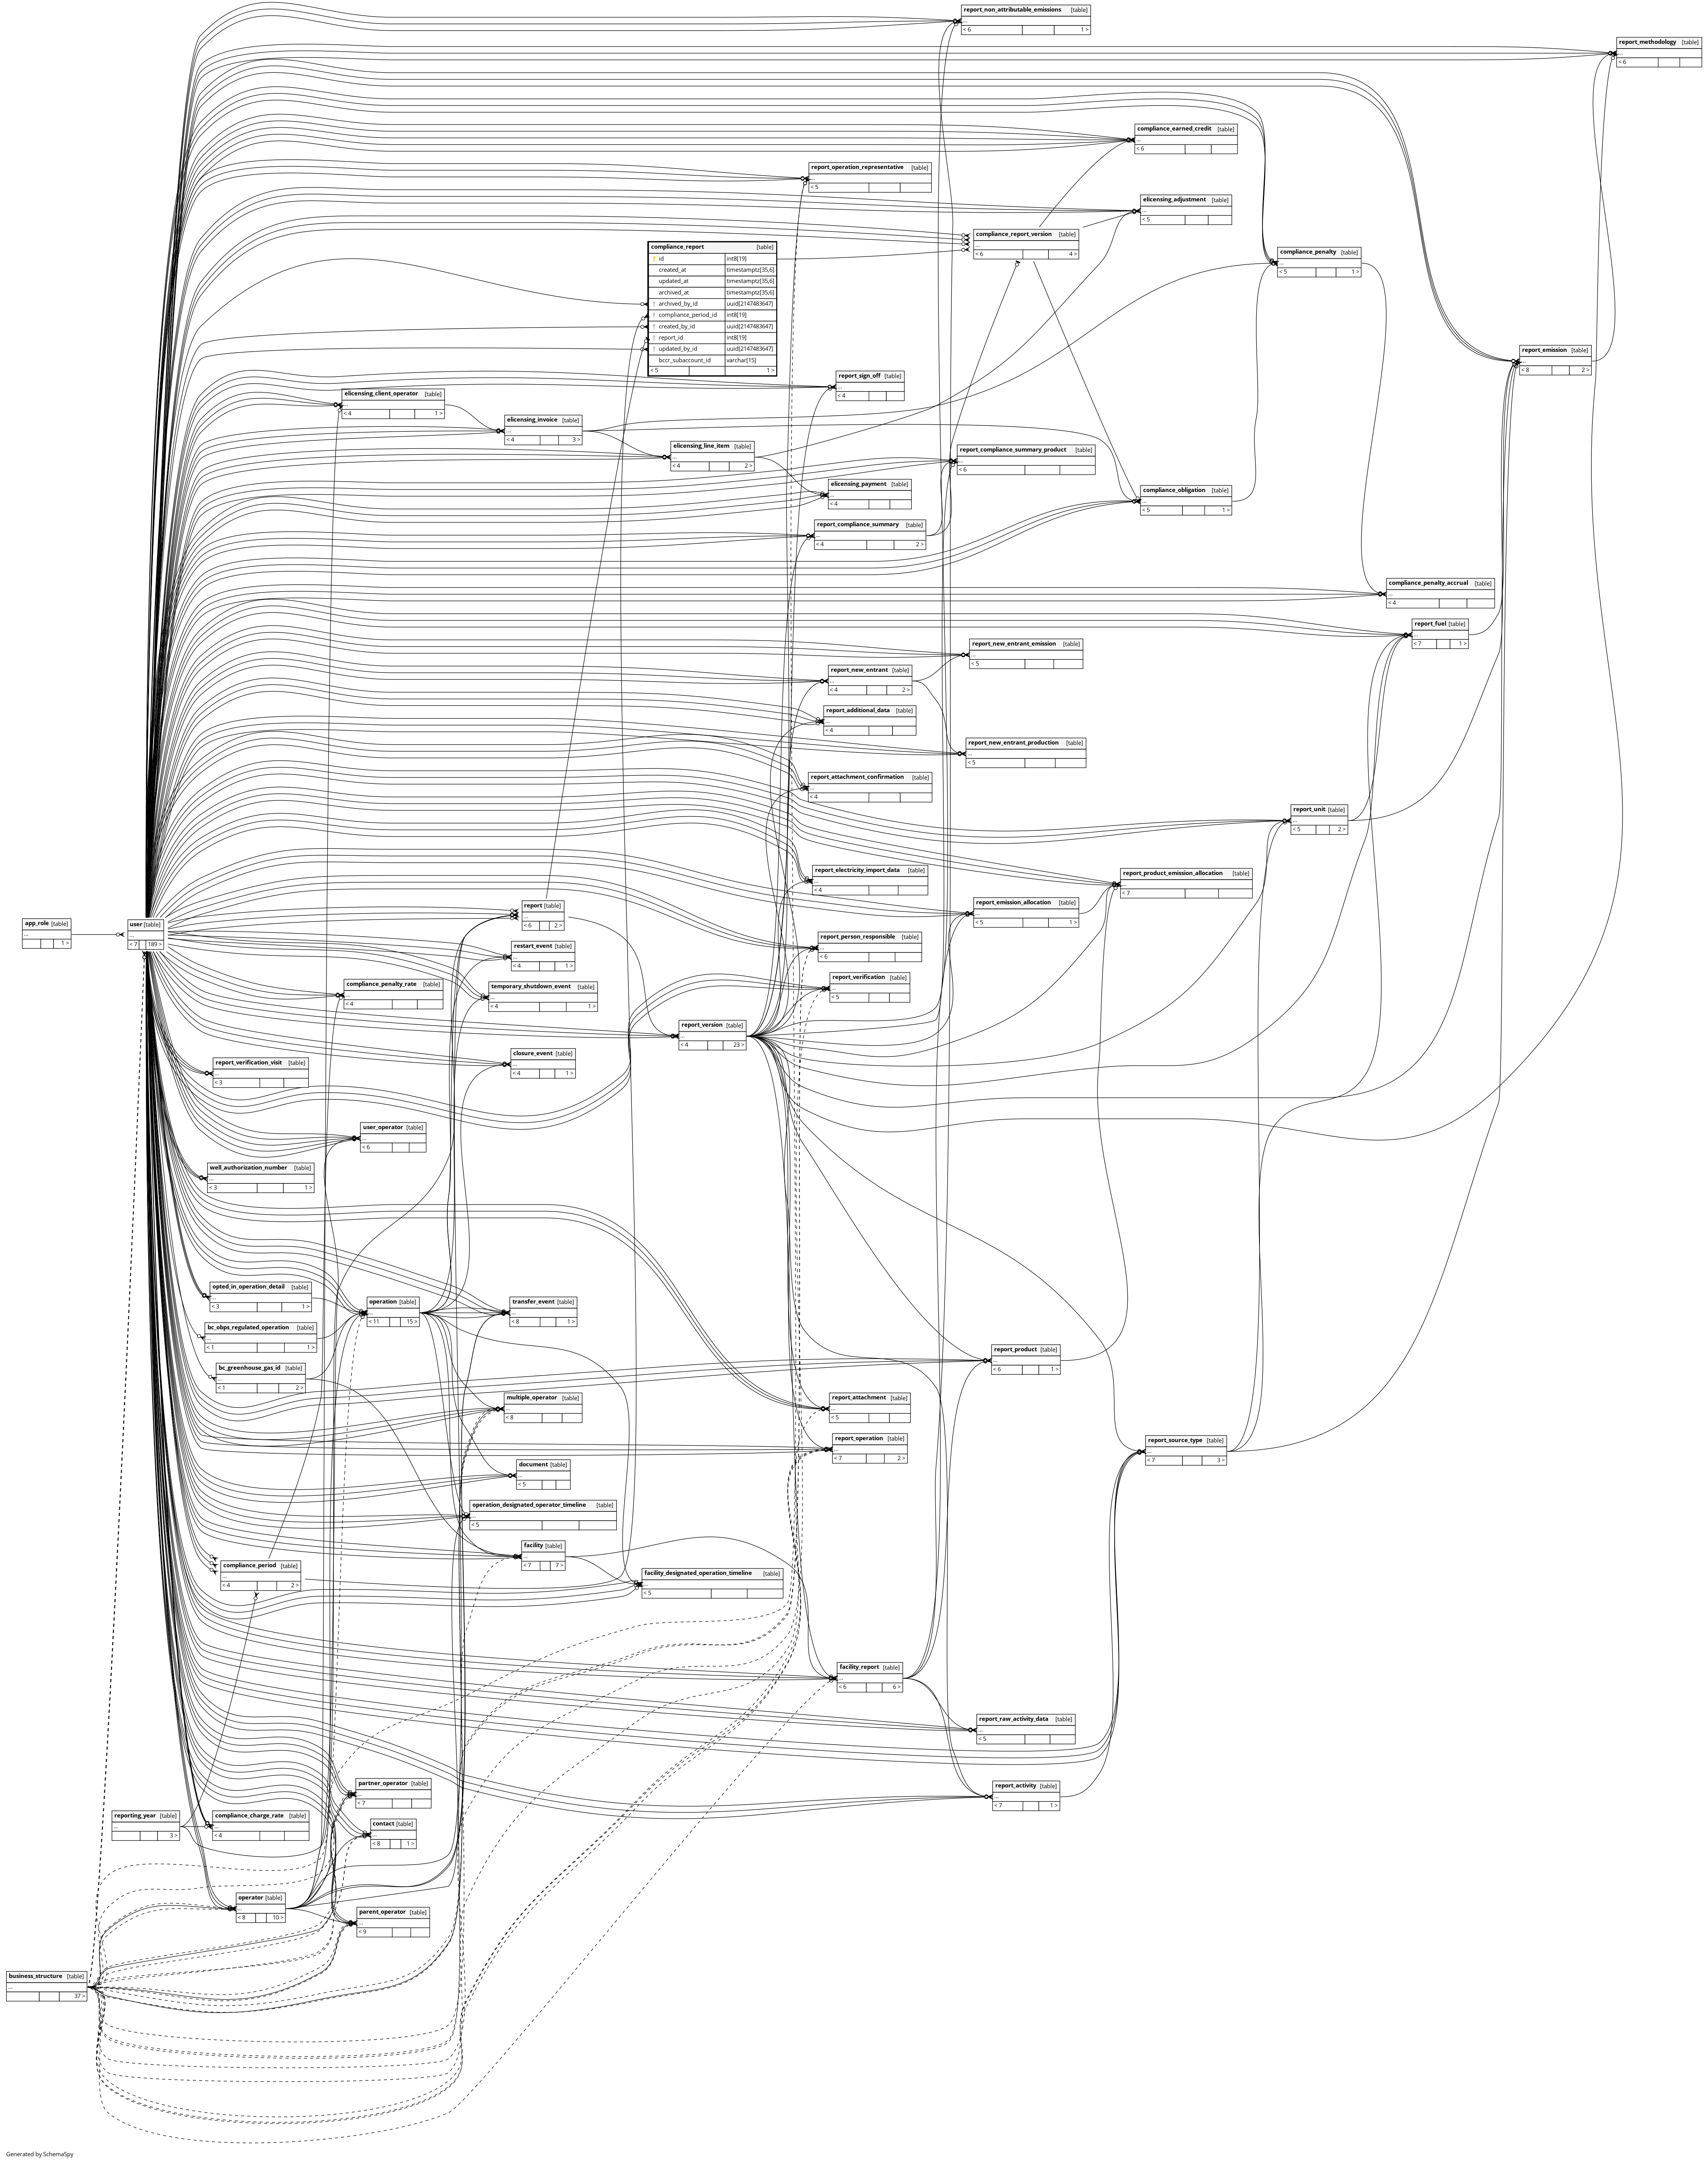 report_non_attributable_emissions [table]
...
< 6 1 >
report_methodology [table]
...
< 6
compliance_earned_credit [table]
...
< 6
report_operation_representative [table]
...
< 5
elicensing_adjustment [table]
...
< 5
compliance_report_version [table]
...
< 6 4 >
compliance_report [table]
id int8[19]
created_at timestamptz[35,6]
updated_at timestamptz[35,6]
archived_at timestamptz[35,6]
archived_by_id uuid[2147483647]
compliance_period_id int8[19]
created_by_id uuid[2147483647]
report_id int8[19]
updated_by_id uuid[2147483647]
bccr_subaccount_id varchar[15]
< 5 1 >
compliance_penalty [table]
...
< 5 1 >
report_emission [table]
...
< 8 2 >
report_sign_off [table]
...
< 4
elicensing_client_operator [table]
...
< 4 1 >
elicensing_invoice [table]
...
< 4 3 >
elicensing_line_item [table]
...
< 4 2 >
report_compliance_summary_product [table]
...
< 6
elicensing_payment [table]
...
< 4
compliance_obligation [table]
...
< 5 1 >
report_compliance_summary [table]
...
< 4 2 >
compliance_penalty_accrual [table]
...
< 4
report_fuel [table]
...
< 7 1 >
report_new_entrant_emission [table]
...
< 5
report_new_entrant [table]
...
< 4 2 >
report_additional_data [table]
...
< 4
report_new_entrant_production [table]
...
< 5
report_attachment_confirmation [table]
...
< 4
report_unit [table]
...
< 5 2 >
report_electricity_import_data [table]
...
< 4
report_product_emission_allocation [table]
...
< 7
report_emission_allocation [table]
...
< 5 1 >
report [table]
...
< 6 2 >
app_role [table]
...
1 >
user [table]
...
< 7 189 >
report_person_responsible [table]
...
< 6
restart_event [table]
...
< 4 1 >
report_verification [table]
...
< 5
compliance_penalty_rate [table]
...
< 4
temporary_shutdown_event [table]
...
< 4 1 >
report_version [table]
...
< 4 23 >
closure_event [table]
...
< 4 1 >
report_verification_visit [table]
...
< 3
user_operator [table]
...
< 6
well_authorization_number [table]
...
< 3 1 >
opted_in_operation_detail [table]
...
< 3 1 >
operation [table]
...
< 11 15 >
transfer_event [table]
...
< 8 1 >
bc_obps_regulated_operation [table]
...
< 1 1 >
report_product [table]
...
< 6 1 >
bc_greenhouse_gas_id [table]
...
< 1 2 >
multiple_operator [table]
...
< 8
report_attachment [table]
...
< 5
report_operation [table]
...
< 7 2 >
report_source_type [table]
...
< 7 3 >
document [table]
...
< 5
operation_designated_operator_timeline [table]
...
< 5
facility [table]
...
< 7 7 >
compliance_period [table]
...
< 4 2 >
facility_designated_operation_timeline [table]
...
< 5
facility_report [table]
...
< 6 6 >
report_raw_activity_data [table]
...
< 5
partner_operator [table]
...
< 7
report_activity [table]
...
< 7 1 >
reporting_year [table]
...
3 >
compliance_charge_rate [table]
...
< 4
contact [table]
...
< 8 1 >
operator [table]
...
< 8 10 >
parent_operator [table]
...
< 9
business_structure [table]
...
37 >
Generated by SchemaSpy